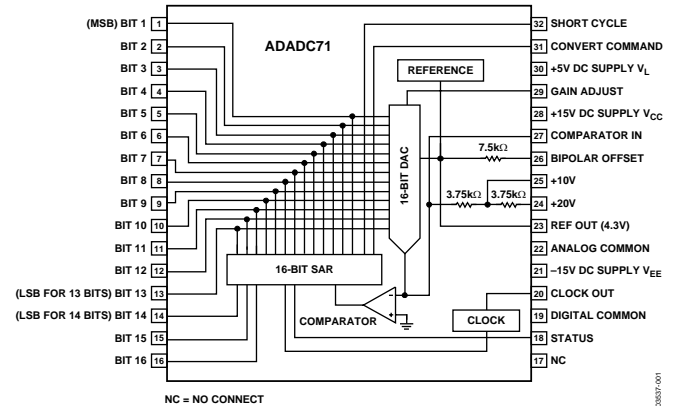 ADADC71
(MSB) BIT 1 1
BIT 2 2
BIT 3 3
BIT 4 4
BIT 5 5
BIT 6 6
BIT 7 7
BIT 8 8
BIT 9 9
BIT 10 10
BIT 11 11
BIT 12 12
(LSB FOR 13 BITS) BIT 13 13
(LSB FOR 14 BITS) BIT 14 14
BIT 15 15
BIT 16 16
REFERENCE
16-BIT DAC
7.5kΩ
3.75kΩ 3.75kΩ
16-BIT SAR
-
+
COMPARATOR
CLOCK
32 SHORT CYCLE
31 CONVERT COMMAND
30 +5V DC SUPPLY VL
29 GAIN ADJUST
28 +15V DC SUPPLY VCC
27 COMPARATOR IN
26 BIPOLAR OFFSET
25 +10V
24 +20V
23 REF OUT (4.3V)
22 ANALOG COMMON
21 –15V DC SUPPLY VEE
20 CLOCK OUT
19 DIGITAL COMMON
18 STATUS
17 NC
NC = NO CONNECT
03537-001